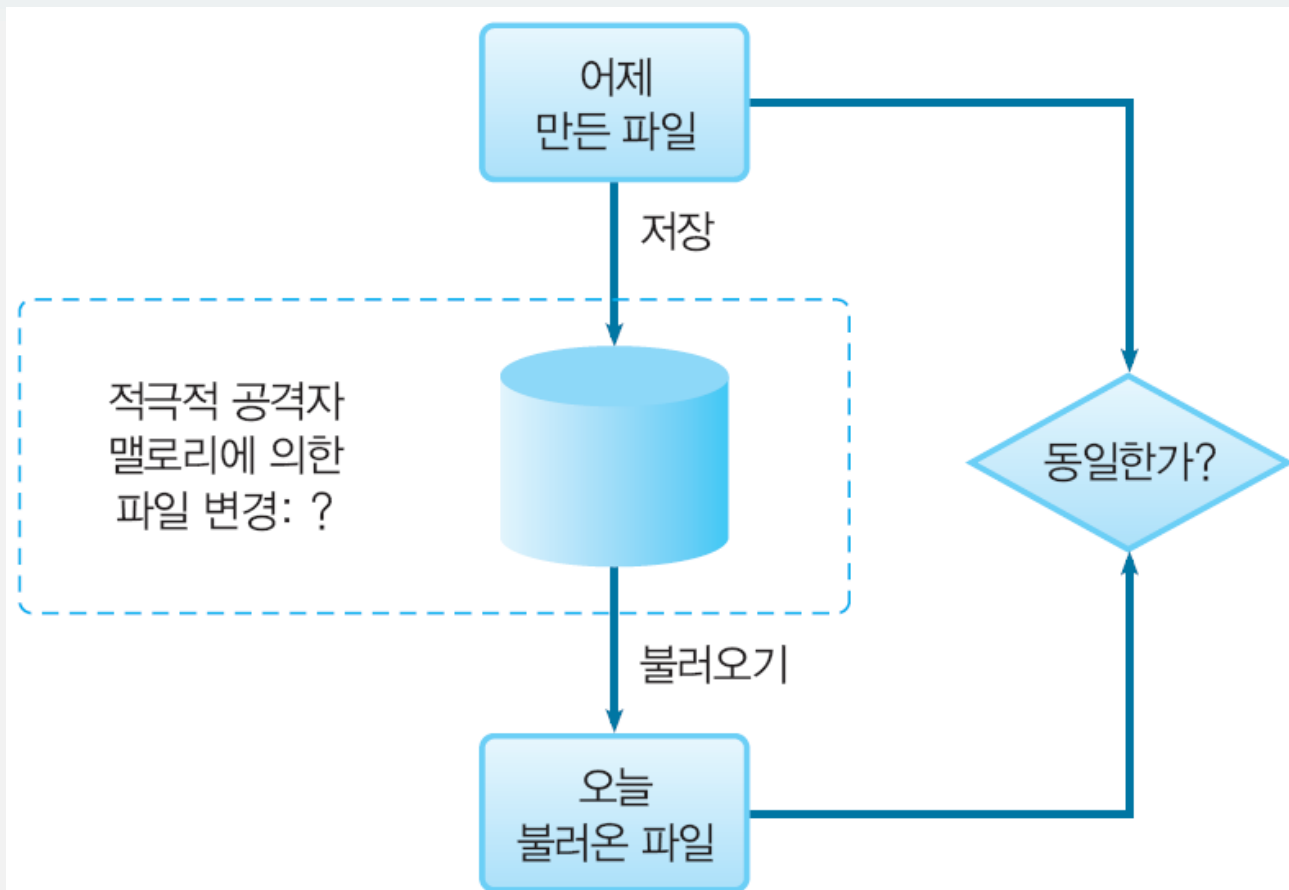 어제
만든 파일
저장
적극적 공격자
맬로리에 의한
파일 변경: ?
동일한가?
불러오기
오늘
불러온 파일